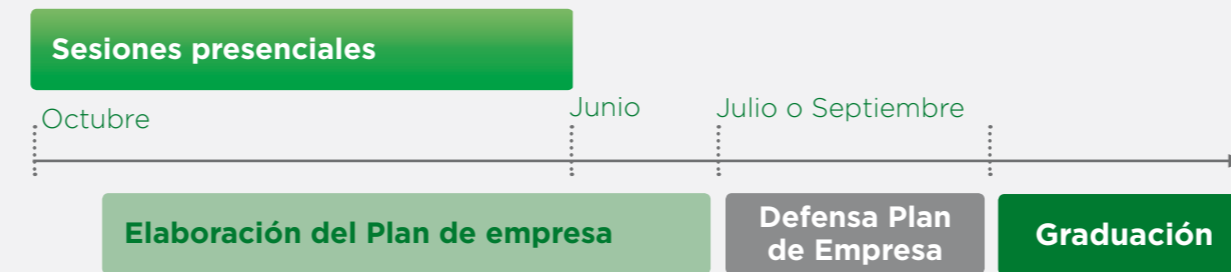 Sesiones presenciales
Octubre
Junio
Julio o Septiembre
Elaboración del Plan de empresa
Defensa Plan
de Empresa
Graduación